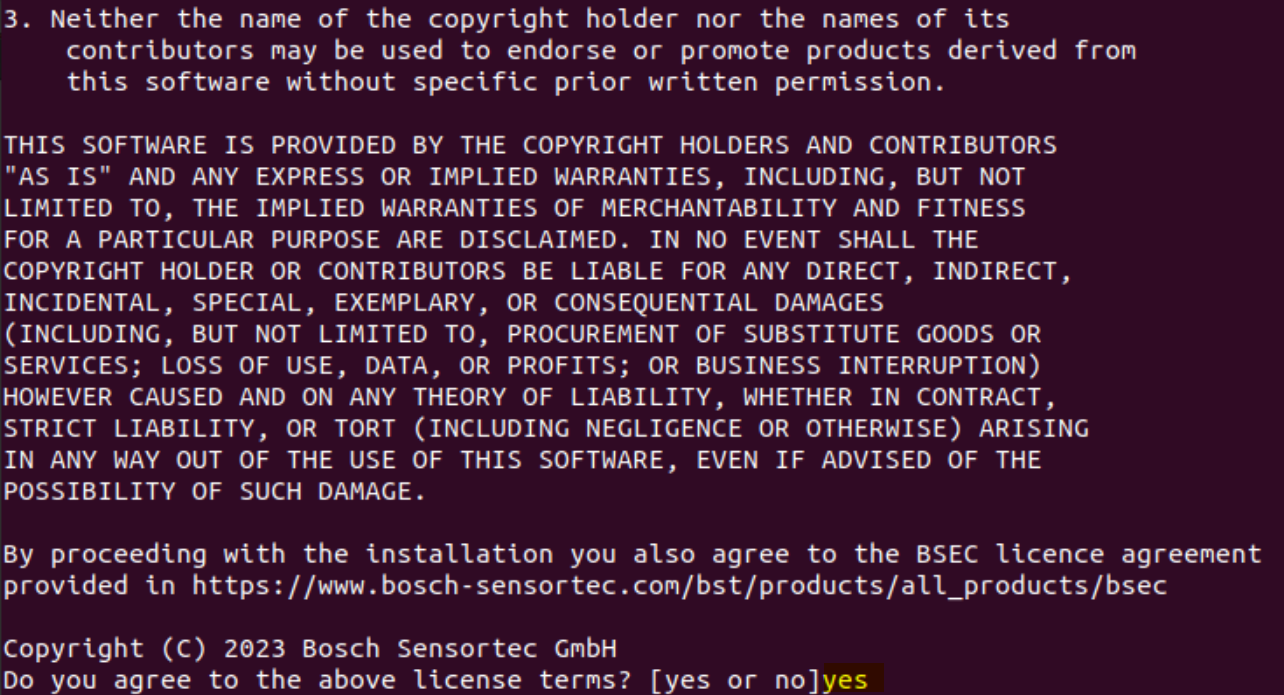 3. Neither the name of the copyright holder nor the names of its
contributors may be used to endorse or promote products derived from
this software without specific prior written permission.
THIS SOFTWARE IS PROVIDED BY THE COPYRIGHT HOLDERS AND CONTRIBUTORS
"AS IS" AND ANY EXPRESS OR IMPLIED WARRANTIES, INCLUDING, BUT NOT
LIMITED TO, THE IMPLIED WARRANTIES OF MERCHANTABILITY AND FITNESS
FOR A PARTICULAR PURPOSE ARE DISCLAIMED. IN NO EVENT SHALL THE
COPYRIGHT HOLDER OR CONTRIBUTORS BE LIABLE FOR ANY DIRECT, INDIRECT,
INCIDENTAL, SPECIAL, EXEMPLARY, OR CONSEQUENTIAL DAMAGES
(INCLUDING, BUT NOT LIMITED TO, PROCUREMENT OF SUBSTITUTE GOODS OR
SERVICES; LOSS OF USE, DATA, OR PROFITS; OR BUSINESS INTERRUPTION)
HOWEVER CAUSED AND ON ANY THEORY OF LIABILITY, WHETHER IN CONTRACT,
STRICT LIABILITY, OR TORT (INCLUDING NEGLIGENCE OR OTHERWISE) ARISING
IN ANY WAY OUT OF THE USE OF THIS SOFTWARE, EVEN IF ADVISED OF THE
POSSIBILITY OF SUCH DAMAGE.
By proceeding with the installation you also agree to the BSEC licence agreement
provided in https://www.bosch-sensortec.com/bst/products/all_products/bsec
Copyright (C) 2023 Bosch Sensortec GmbH
Do you agree to the above license terms? [yes or no]yes